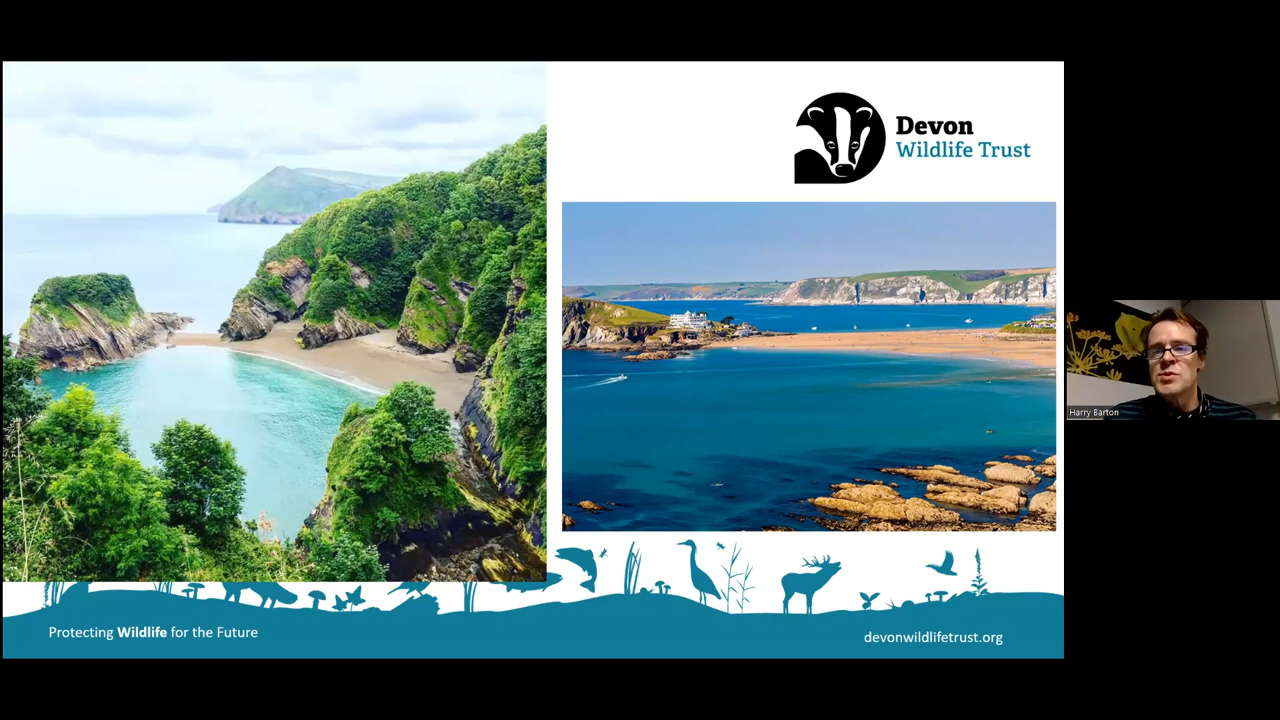 Devon
Wildlife Trust
Harry Barton
Protecting Wildlife for the Future
devonwildlifetrust.org